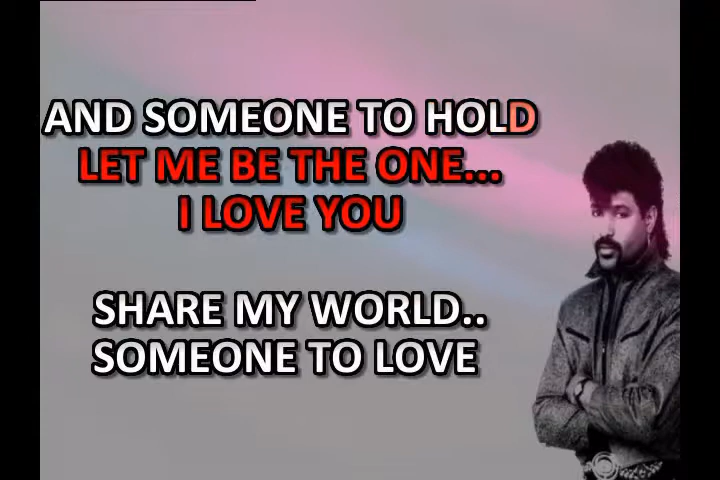 AND SOMEONE TO HOLD
LET ME BE THE ONE...
I LOVE YOU
SHARE MY WORLD..
SOMEONE TO LOVE